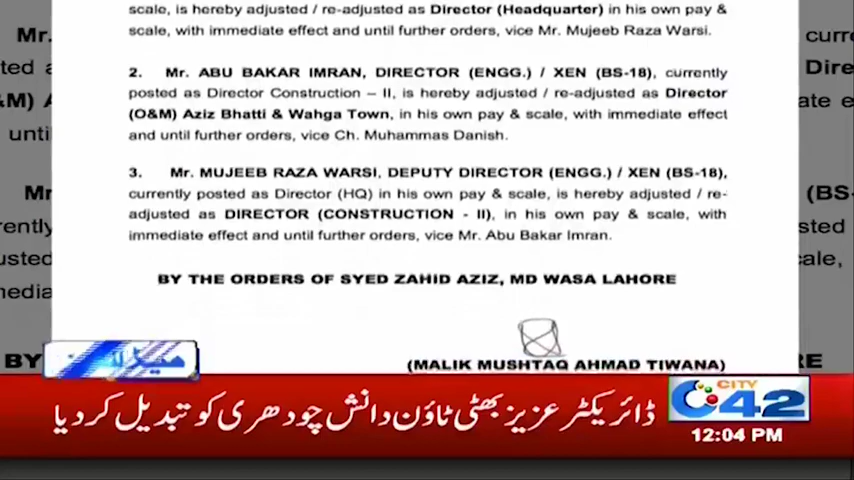 scale, is hereby adjusted / re-adjusted as Director (Headquarter) in his own pay &
scale, with immediate effect and until further orders, vice Mr. Mujeeb Raza Warsi.
2. Mr. ABU BAKAR IMRAN, DIRECTOR (ENGG.) / XEN (BS-18), currently
posted as Director Construction – II, is hereby adjusted / re-adjusted as Director
(O&M) Aziz Bhatti & Wahga Town, in his own pay & scale, with immediate effect
and until further orders, vice Ch. Muhammas Danish.
3. Mr. MUJEEB RAZA WARSI, DEPUTY DIRECTOR (ENGG.) / XEN (BS-18),
currently posted as Director (HQ) in his own pay & scale, is hereby adjusted / re-
adjusted as DIRECTOR (CONSTRUCTION - II), in his own pay & scale, with
immediate effect and until further orders, vice Mr. Abu Bakar Imran.
BY THE ORDERS OF SYED ZAHID AZIZ, MD WASA LAHORE
(MALIK MUSHTAQ AHMAD TIWANA)
ڈائریکٹر عزیز بھٹی ٹاؤن دانش چودھری کو تبدیل کردیا
CITY
42
12:04 PM